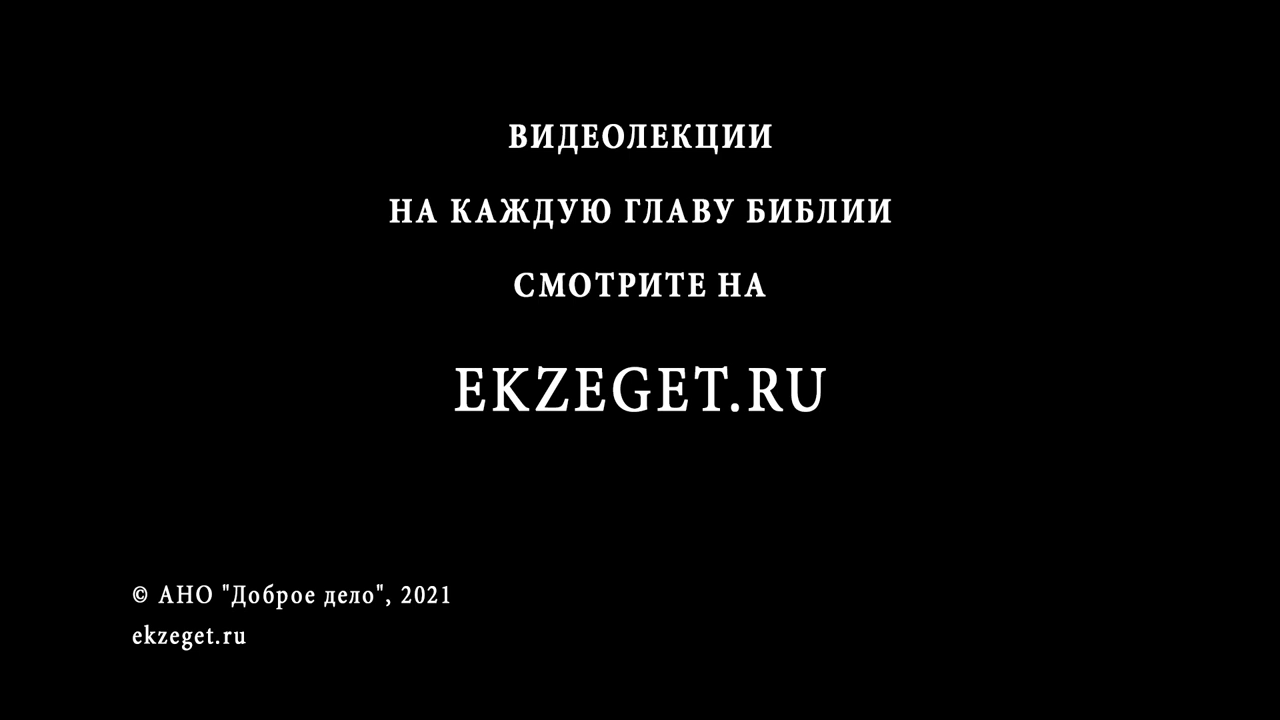 ВИДЕОЛЕКЦИИ
НА КАЖДУЮ ГЛАВУ БИБЛИИ
СМОТРИТЕ НА
EKZEGET.RU
© АНО "Доброе дело", 2021
ekzeget.ru